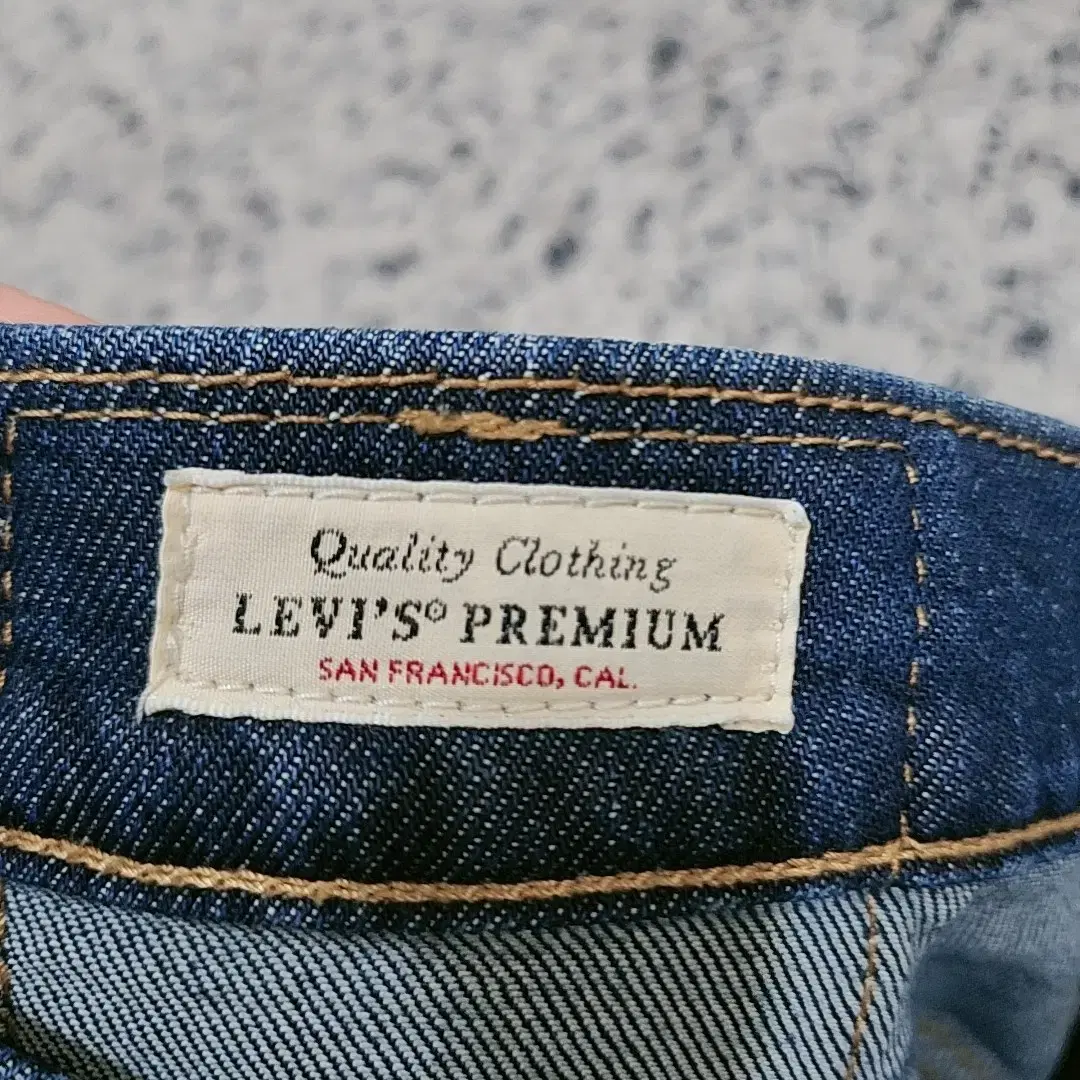 Quality Clothing
LEVI'S® PREMIUM
SAN FRANCISCO, CAL.